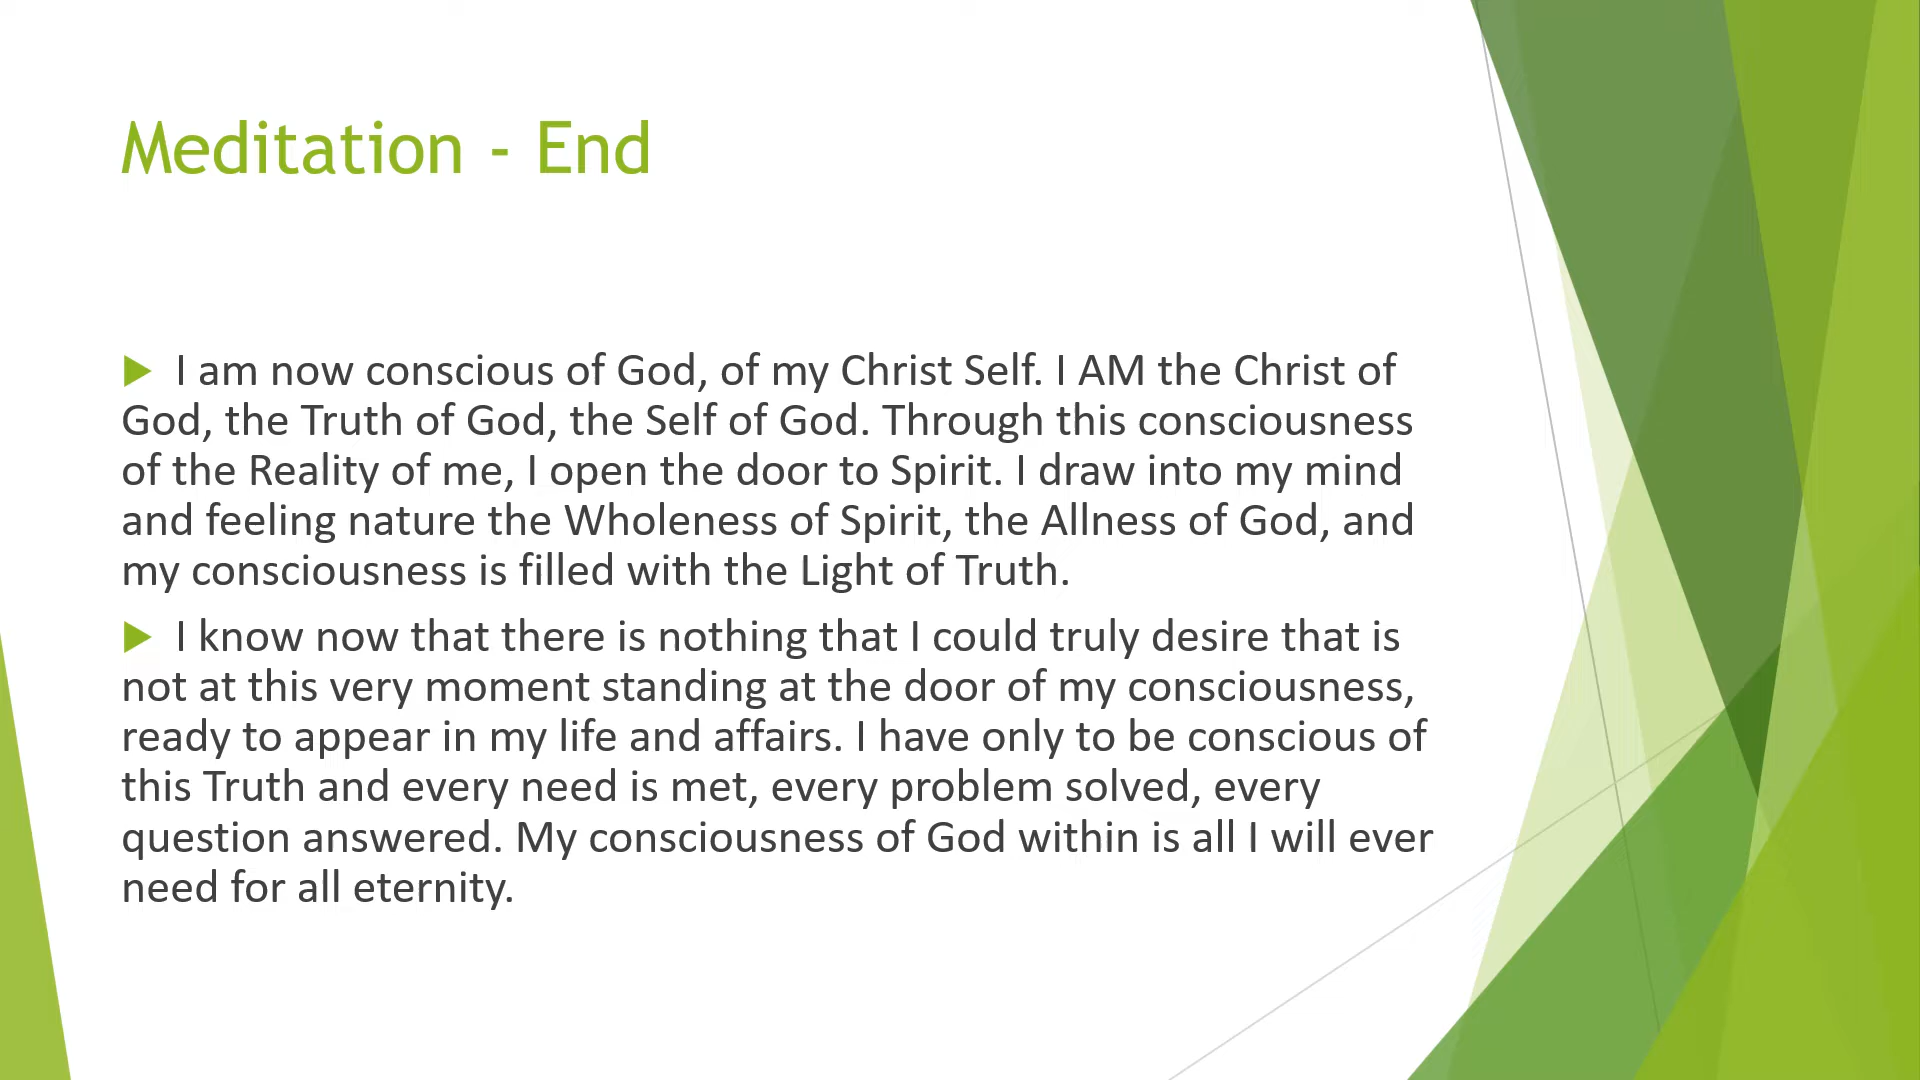 Meditation - End
I am now conscious of God, of my Christ Self. I AM the Christ of
God, the Truth of God, the Self of God. Through this consciousness
of the Reality of me, I open the door to Spirit. I draw into my mind
and feeling nature the Wholeness of Spirit, the Allness of God, and
my consciousness is filled with the Light of Truth.
I know now that there is nothing that I could truly desire that is
not at this very moment standing at the door of my consciousness,
ready to appear in my life and affairs. I have only to be conscious of
this Truth and every need is met, every problem solved, every
question answered. My consciousness of God within is all I will ever
need for all eternity.